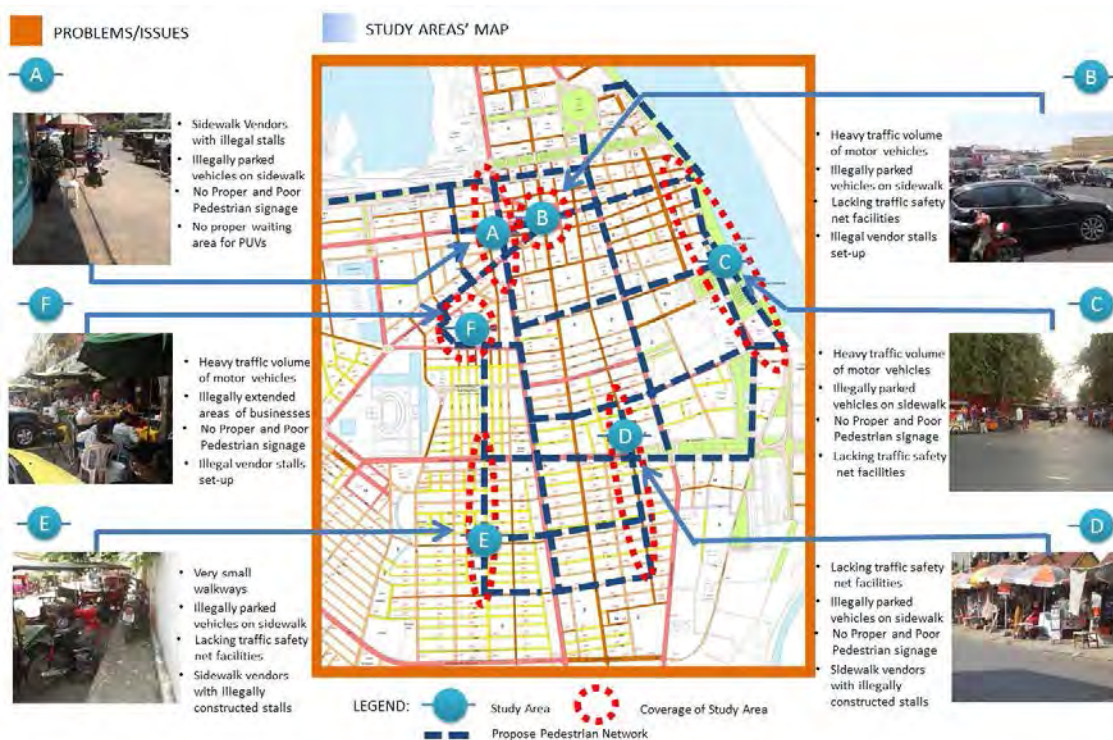 PROBLEMS/ISSUES
STUDY AREAS' MAP
A
• Sidewalk Vendors
with illegal stalls
• Illegally parked
vehicles on sidewalk
• No Proper and Poor
Pedestrian signage
• No proper waiting
area for PUVs
F
• Heavy traffic volume
of motor vehicles
• Illegally extended
areas of businesses
• No Proper and Poor
Pedestrian signage
• Illegal vendor stalls
set-up
E
• Very small
walkways
• Illegally parked
vehicles on sidewalk
• Lacking traffic safety
net facilities
• Sidewalk vendors
with illegally
constructed stalls
A
B
C
F
D
E
B
• Heavy traffic volume
of motor vehicles
• Illegally parked
vehicles on sidewalk
• Lacking traffic safety
net facilities
• Illegal vendor stalls
set-up
C
• Heavy traffic volume
of motor vehicles
• Illegally parked
vehicles on sidewalk
• No Proper and Poor
Pedestrian signage
• Lacking traffic safety
net facilities
D
• Lacking traffic safety
net facilities
• Illegally parked
vehicles on sidewalk
• No Proper and Poor
Pedestrian signage
• Sidewalk vendors
with illegally
constructed stalls
LEGEND:
Study Area
Coverage of Study Area
Propose Pedestrian Network